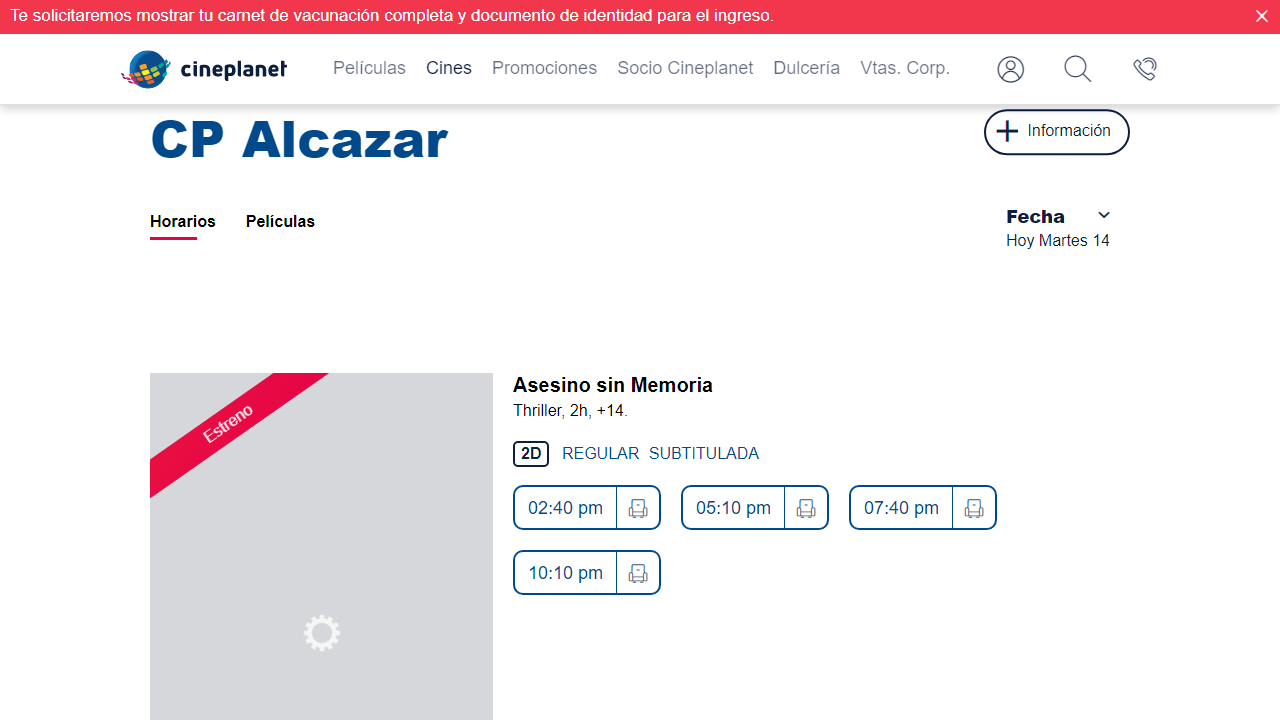 Te solicitaremos mostrar tu carnet de vacunación completa y documento de identidad para el ingreso.
cineplanet
Películas Cines Promociones Socio Cineplanet Dulcería Vtas. Corp.
CP Alcazar
Información
Horarios Películas
Fecha
Hoy Martes 14
Estreno
Asesino sin Memoria
Thriller, 2h, +14.
2D REGULAR SUBTITULADA
02:40 pm 05:10 pm 07:40 pm
10:10 pm